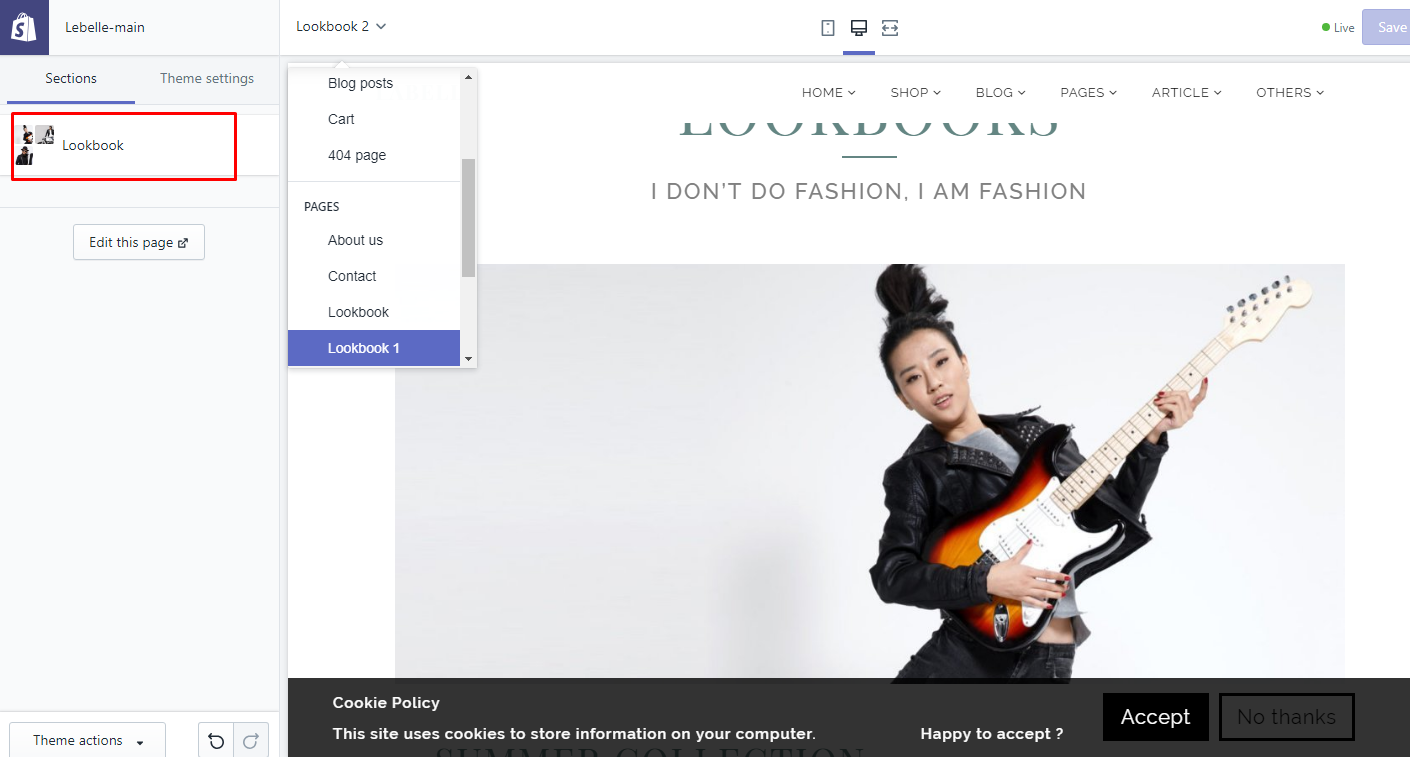 Lebelle-main
Lookbook 2
Live
Save
Sections
Theme settings
Lookbook
Edit this page
Theme actions
Blog posts
Cart
404 page
PAGES
About us
Contact
Lookbook
Lookbook 1
HOME
SHOP
BLOG
PAGES
ARTICLE
OTHERS
LOOKBOOKS
I DON'T DO FASHION, I AM FASHION
Cookie Policy
This site uses cookies to store information on your computer.
Happy to accept ?
Accept
No thanks
SUMMER COLLECTION